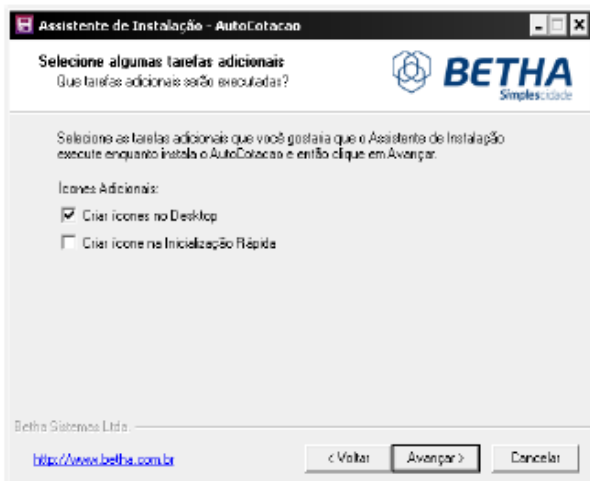 Assistente de Instalação - AutoCotacao
Selecione algumas tarefas adicionais
Que tarefas adicionais serão executadas?
BETHA
Simplescidade
Selecione as tarefas adicionais que você gostaria que o Assistente de Instalação
execute enquanto instala o AutoCotacao e então clique em Avançar.
Ícones Adicionais:
Criar ícones no Desktop
Criar ícone na Inicialização Rápida
Betha Sistemas Ltda.
http://www.betha.com.br
< Voltar
Avançar >
Cancelar